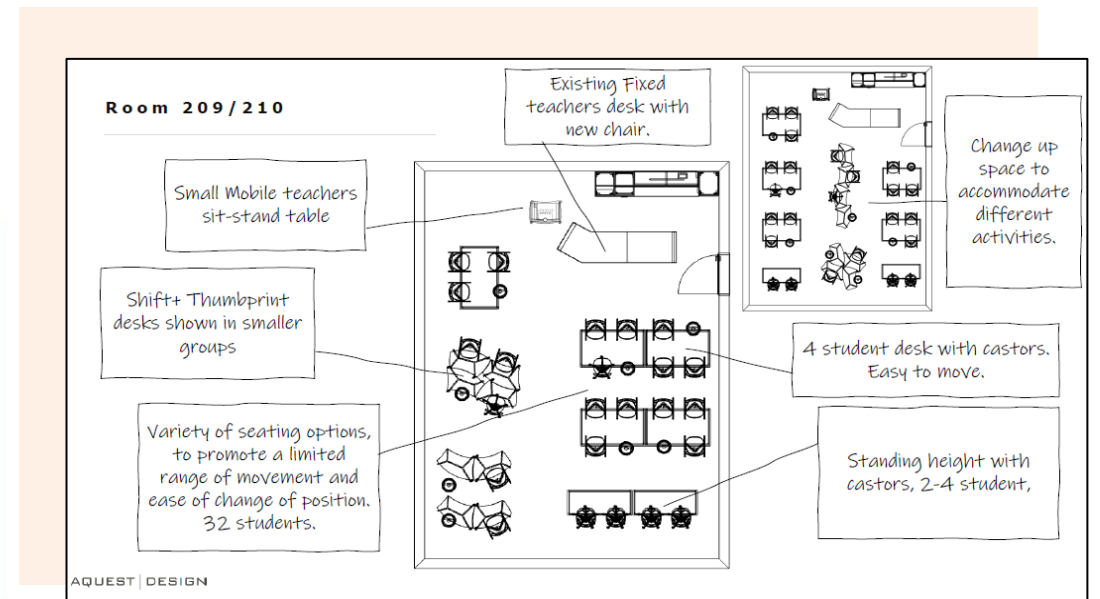 Room 209/210
Existing Fixed
teachers desk with
new chair.
Small Mobile teachers
sit-stand table
Change up
space to
accommodate
different
activities.
Shift+ Thumbprint
desks shown in smaller
groups
4 student desk with castors.
Easy to move.
Variety of seating options,
to promote a limited
range of movement and
ease of change of position.
32 students.
Standing height with
castors, 2-4 student,
AQUEST | DESIGN